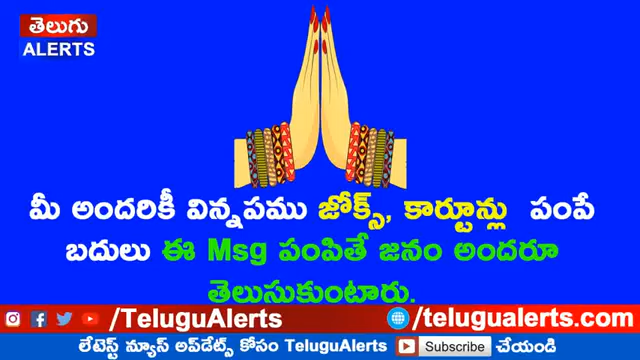 తెలుగు
ALERTS
మీ అందరికీ విన్నపము జోక్స్, కార్టూన్లు పంపే
బదులు ఈ Msg పంపితే జనం అందరూ
తెలుసుకుంటారు.
/TeluguAlerts /telugualerts.com
లేటెస్ట్ న్యూస్ అప్‌డేట్స్ కోసం TeluguAlerts Subscribe చేయండి